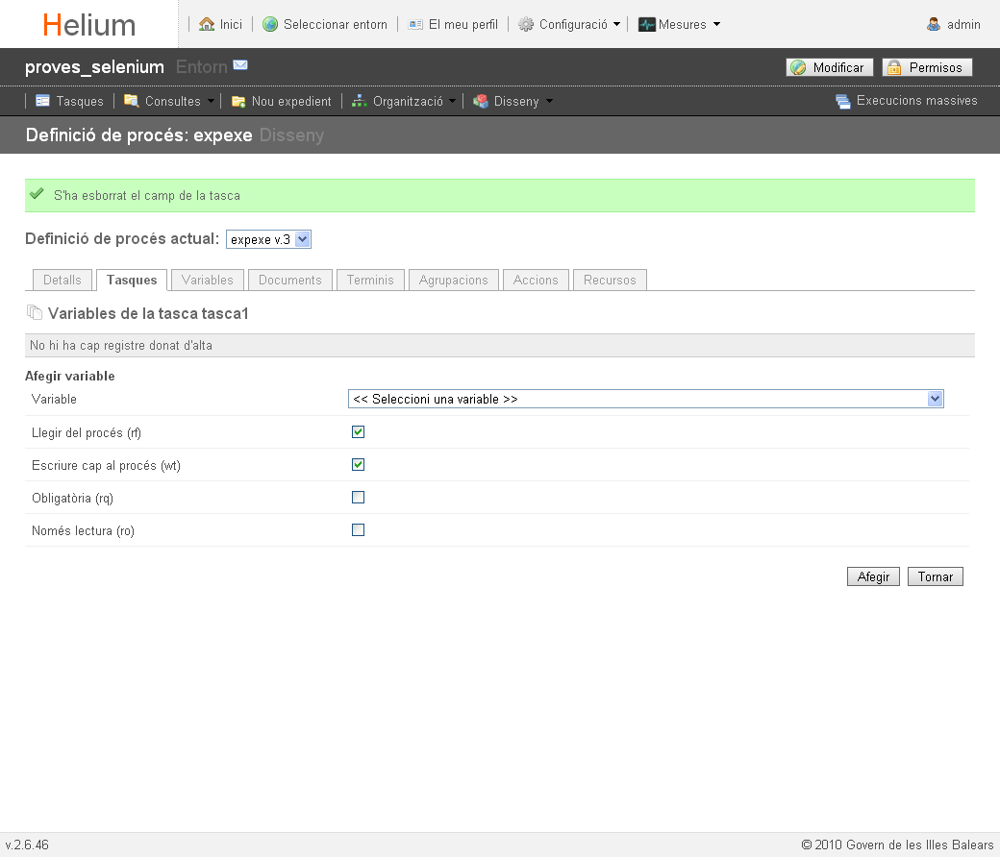 Helium
Inici
Seleccionar entorn
El meu perfil
Configuració
Mesures
admin
proves_selenium Entorn
Modificar
Permisos
Tasques
Consultes
Nou expedient
Organització
Disseny
Execucions massives
Definició de procés: expexe Disseny
S'ha esborrat el camp de la tasca
Definició de procés actual: expexe v.3
Detalls
Tasques
Variables
Documents
Terminis
Agrupacions
Accions
Recursos
Variables de la tasca tasca1
No hi ha cap registre donat d'alta
Afegir variable
Variable
<< Seleccioni una variable >>
Llegir del procés (rf)
Escriure cap al procés (wt)
Obligatòria (rq)
Només lectura (ro)
Afegir
Tornar
v.2.6.46
© 2010 Govern de les Illes Balears